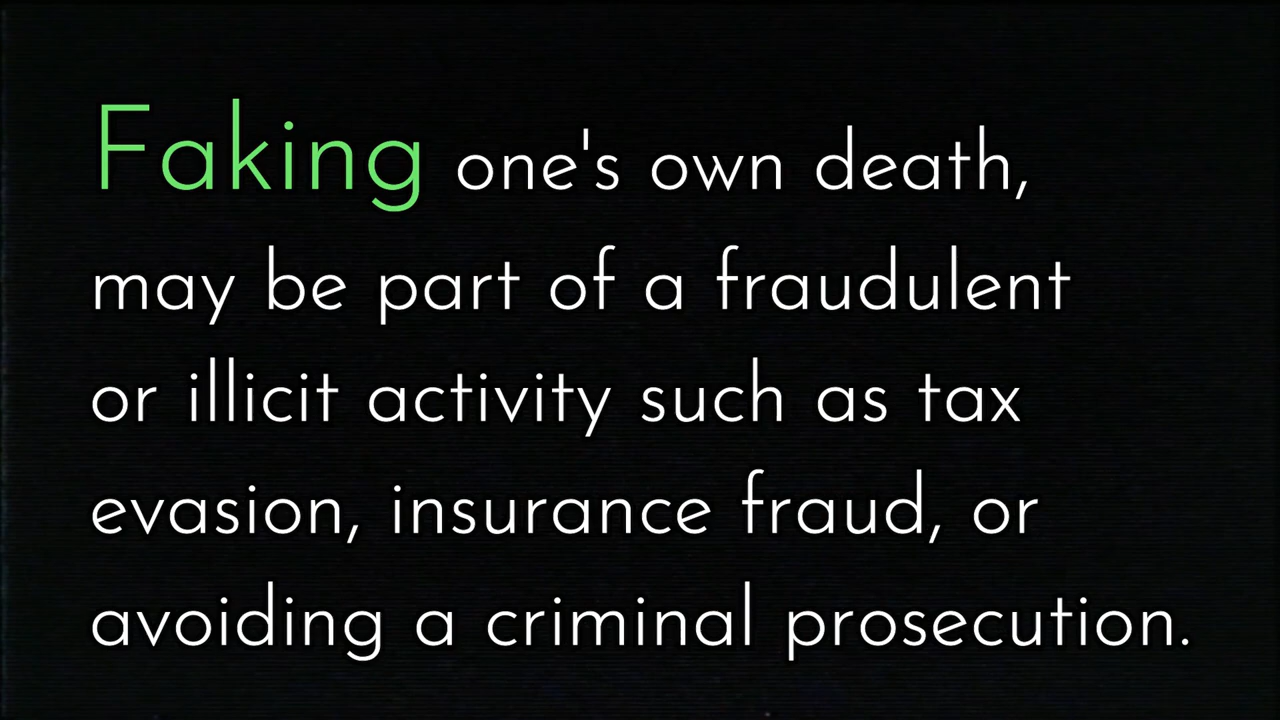 Faking one's own death,
may be part of a fraudulent
or illicit activity such as tax
evasion, insurance fraud, or
avoiding a criminal prosecution.